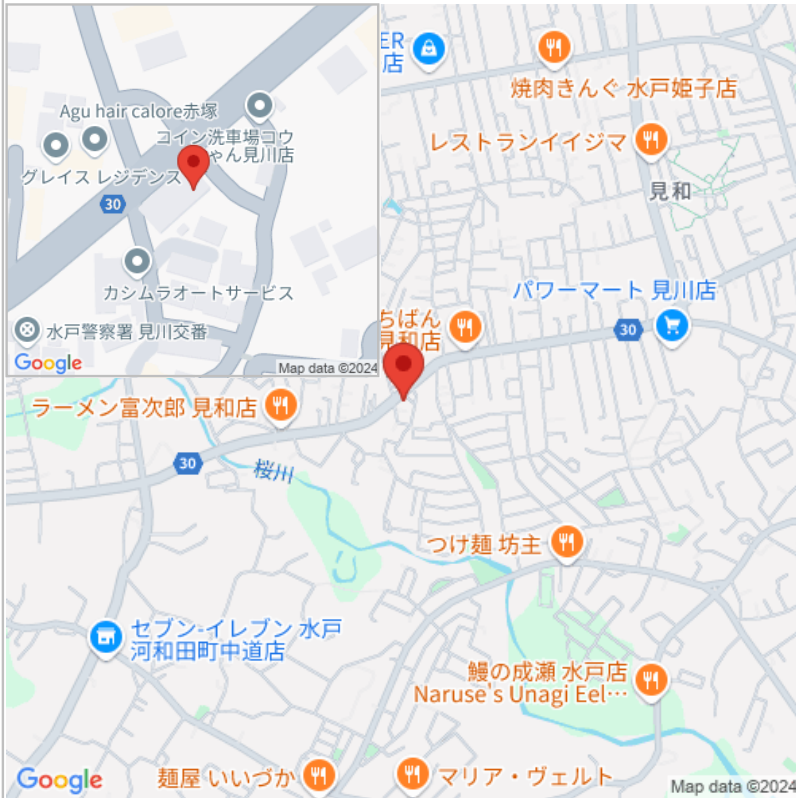 Agu hair calore赤塚
コイン洗車場コウ
ちゃん見川店
グレイス レジデンス
30
カシムラオートサービス
水戸警察署 見川交番
Google
Map data ©2024
ER
店
焼肉きんぐ 水戸姫子店
レストランイイジマ
見和
パワーマート 見川店
ちばん
見和店
30
ラーメン富次郎 見和店
30
桜川
つけ麺 坊主
セブン-イレブン 水戸
河和田町中道店
鰻の成瀬 水戸店
Naruse's Unagi Eel…
麺屋 いいづか
マリア・ヴェルト
Google
Map data ©2024